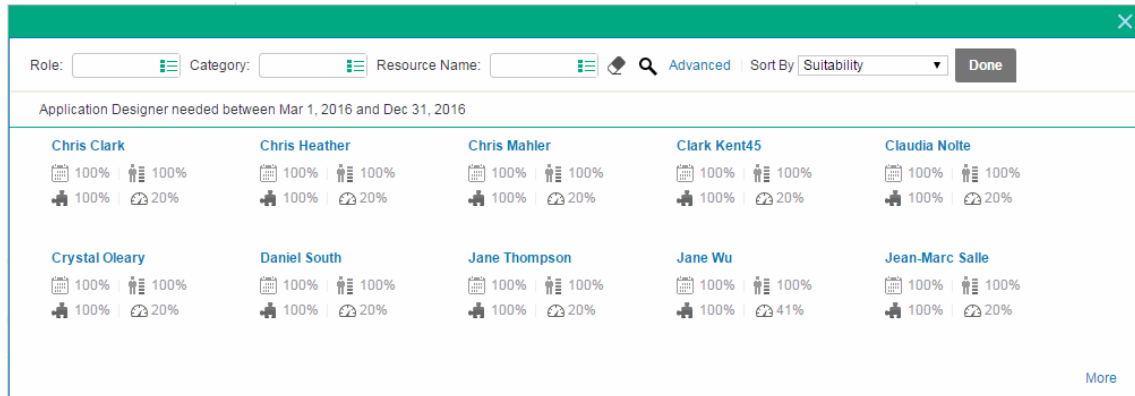 Role: Category: Resource Name: Advanced Sort By Suitability Done
Application Designer needed between Mar 1, 2016 and Dec 31, 2016
Chris Clark Chris Heather Chris Mahler Clark Kent45 Claudia Nolte
100% 100% 100% 100% 100% 100% 100% 100% 100% 100%
100% 20% 100% 20% 100% 20% 100% 20% 100% 20%
Crystal Oleary Daniel South Jane Thompson Jane Wu Jean-Marc Salle
100% 100% 100% 100% 100% 100% 100% 100% 100% 100%
100% 20% 100% 20% 100% 20% 100% 41% 100% 20%
More